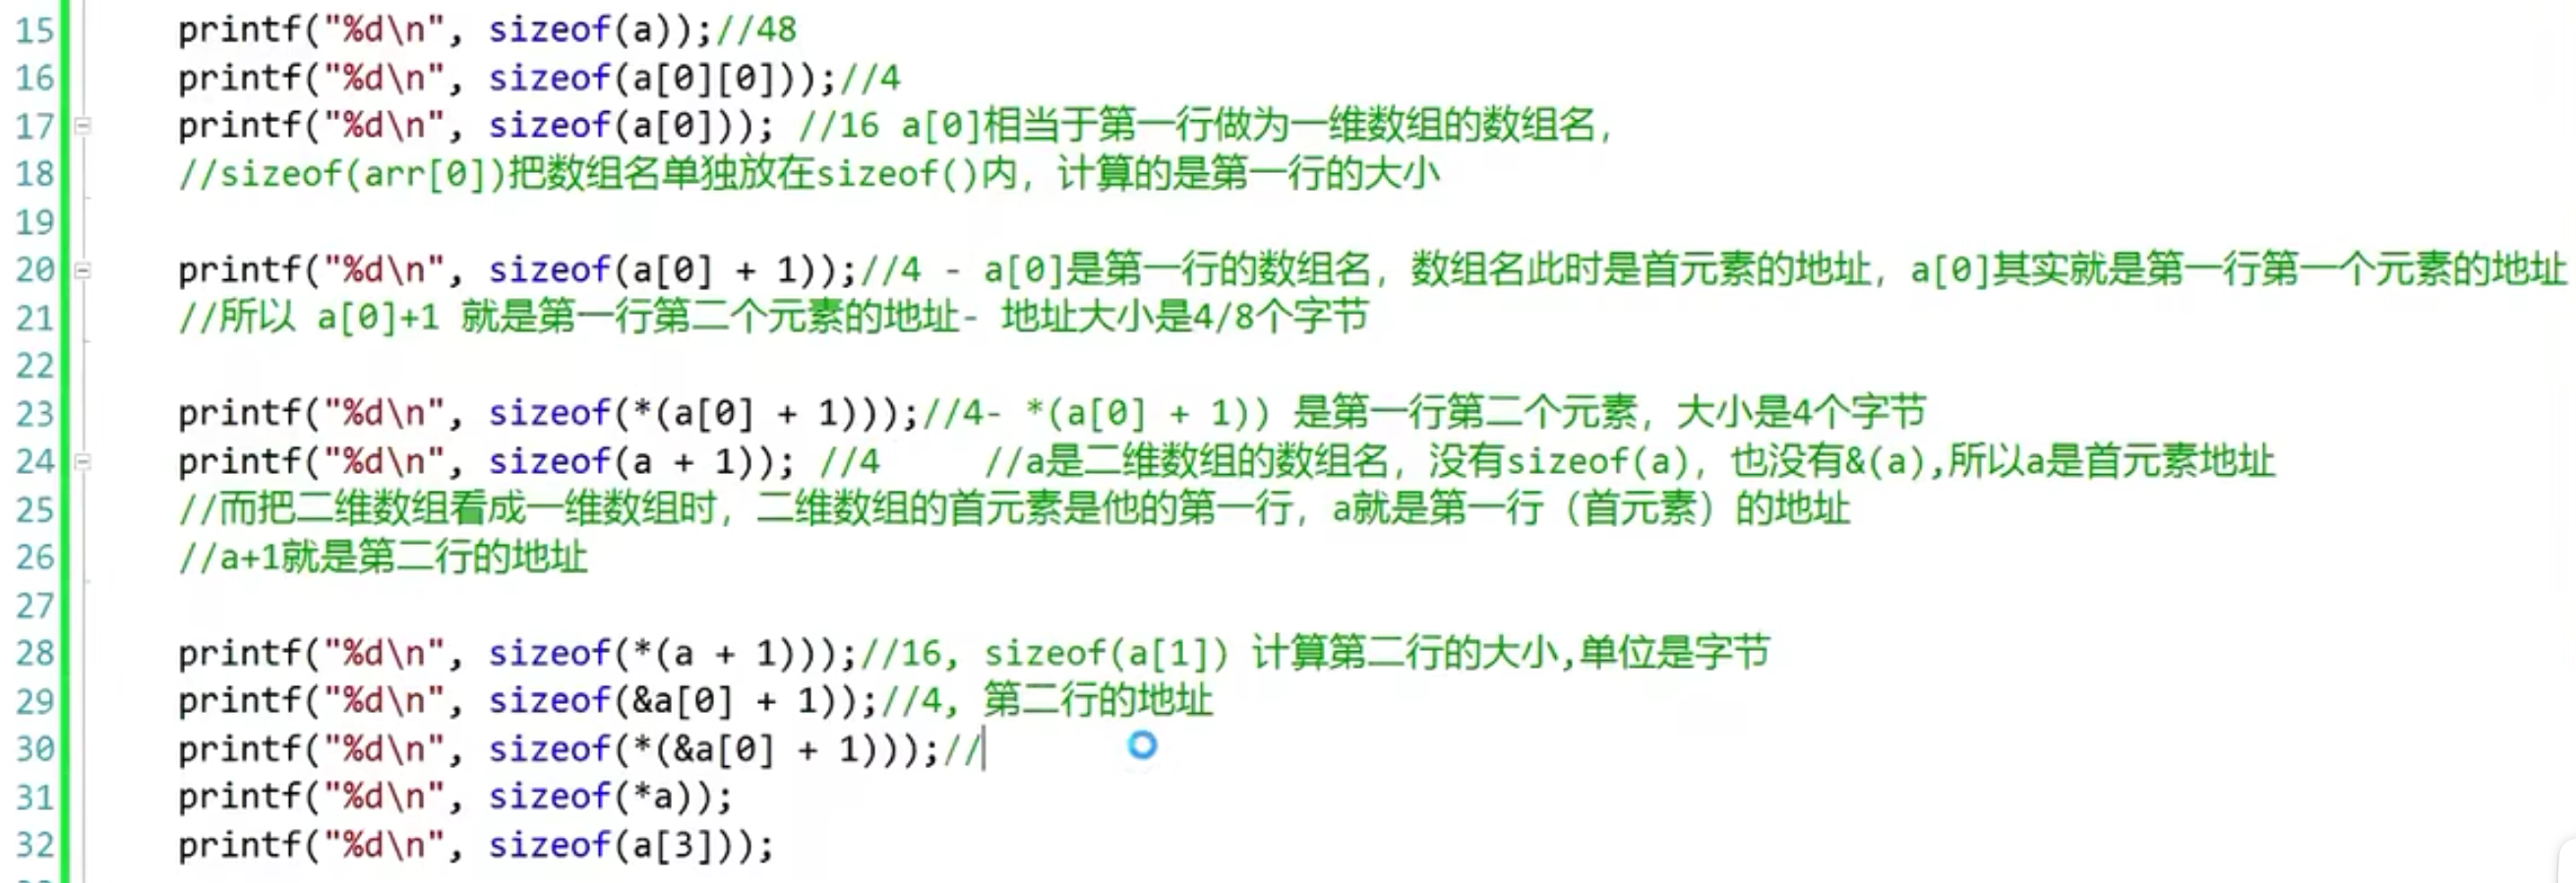 15 printf("%d\n", sizeof(a));//48
16 printf("%d\n", sizeof(a[0][0]));//4
17 printf("%d\n", sizeof(a[0])); //16 a[0]相当于第一行做为一维数组的数组名，
18 //sizeof(arr[0])把数组名单独放在sizeof()内，计算的是第一行的大小
19
20 printf("%d\n", sizeof(a[0] + 1));//4 - a[0]是第一行的数组名，数组名此时是首元素的地址，a[0]其实就是第一行第一个元素的地址
21 //所以 a[0]+1 就是第一行第二个元素的地址- 地址大小是4/8个字节
22
23 printf("%d\n", sizeof(*(a[0] + 1)));//4- *(a[0] + 1)) 是第一行第二个元素，大小是4个字节
24 printf("%d\n", sizeof(a + 1)); //4 //a是二维数组的数组名，没有sizeof(a)，也没有&(a),所以a是首元素地址
25 //而把二维数组看成一维数组时，二维数组的首元素是他的第一行，a就是第一行（首元素）的地址
26 //a+1就是第二行的地址
27
28 printf("%d\n", sizeof(*(a + 1)));//16, sizeof(a[1]) 计算第二行的大小,单位是字节
29 printf("%d\n", sizeof(&a[0] + 1));//4, 第二行的地址
30 printf("%d\n", sizeof(*(&a[0] + 1)));//
31 printf("%d\n", sizeof(*a));
32 printf("%d\n", sizeof(a[3]));